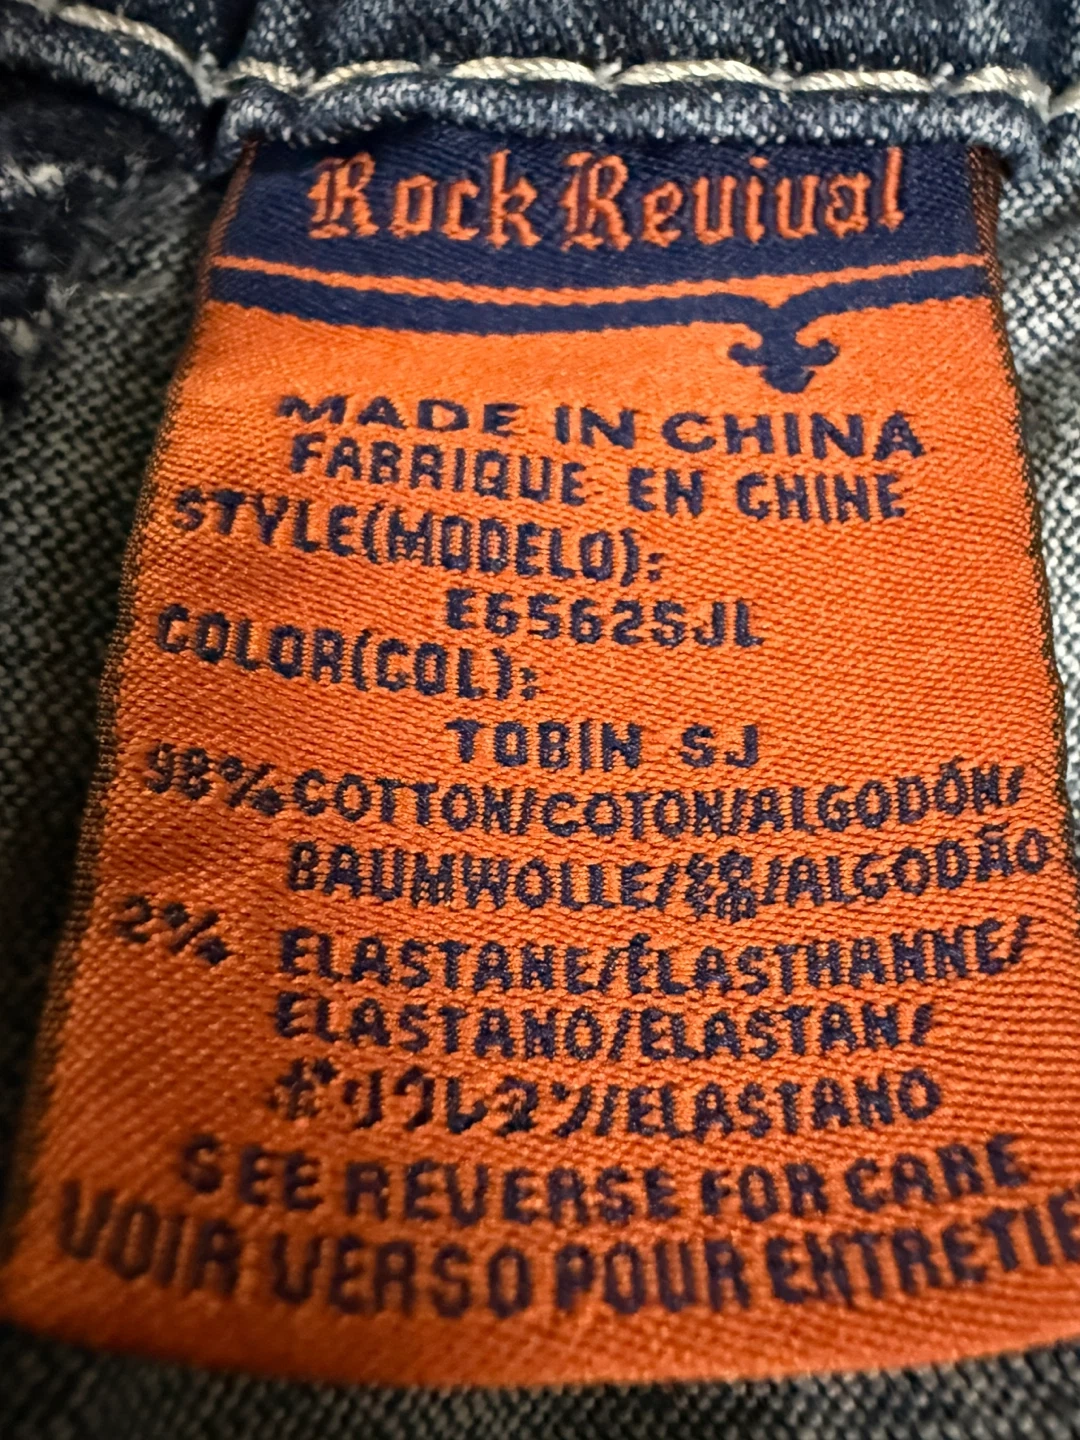 Rock Revival
MADE IN CHINA
FABRIQUE EN CHINE
STYLE(MODELO):
E6562SJL
COLOR(COL):
TOBIN SJ
98% COTTON/COTON/ALGODÓN/
BAUMWOLLE/綿/ALGODÃO
2% ELASTANE/ÉLASTHANNE/
ELASTANO/ELASTAN/
ポリウレタン/ELASTANO
SEE REVERSE FOR CARE
VOIR VERSO POUR ENTRETIE